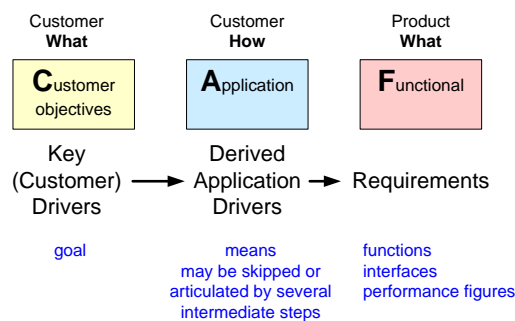 Customer
What
Customer
How
Product
What
Customer
objectives
Application
Functional
Key
(Customer)
Drivers
Derived
Application
Drivers
Requirements
goal
means
may be skipped or
articulated by several
intermediate steps
functions
interfaces
performance figures